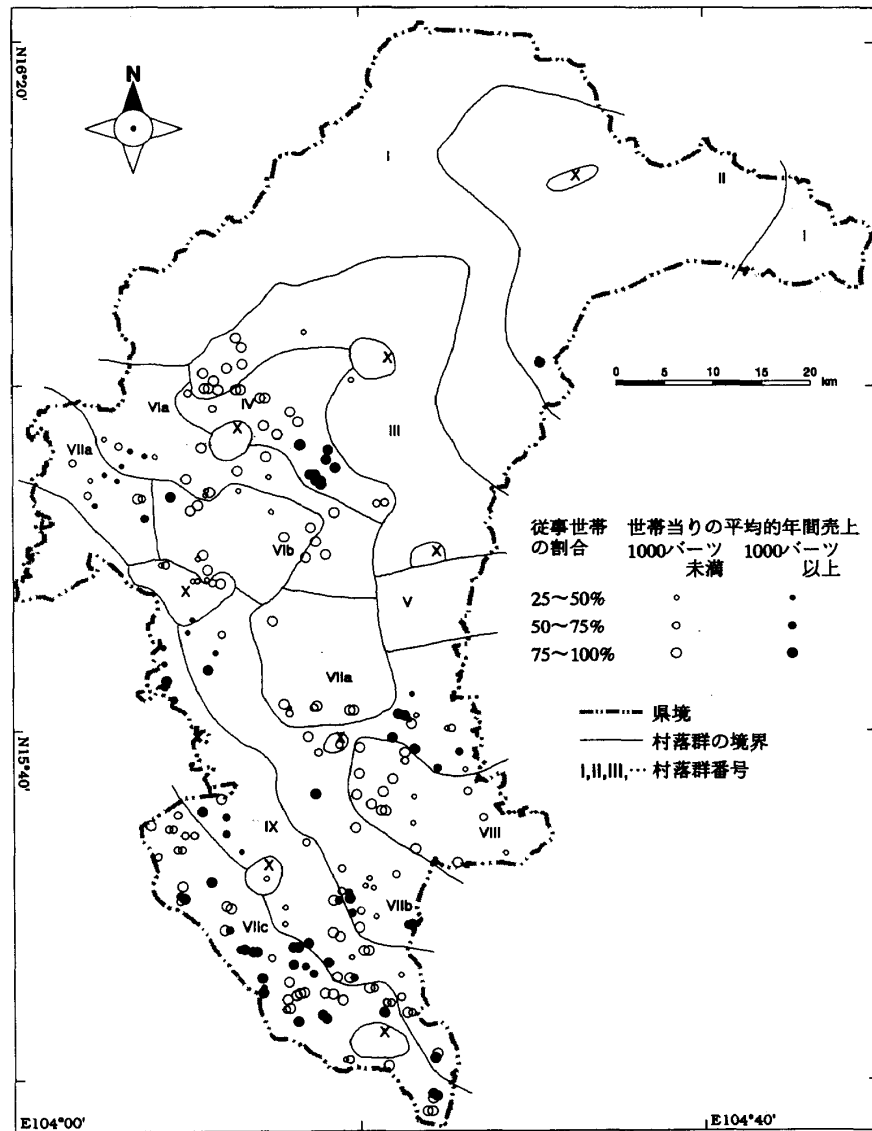 N16°20'
N
I
X
II
I
X
0 5 10 15 20 km
VIa
IV
X
III
VIIa
VIb
X
X
V
従事世帯の割合
世帯当りの平均的年間売上
1000バーツ未満
1000バーツ以上
25〜50%
50〜75%
75〜100%
VIIa
県境
村落群の境界
I,II,III,… 村落群番号
N15°40'
X
VIII
IX
X
VIIb
VIIc
X
E104°00'
E104°40'